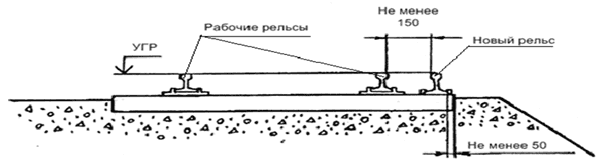 Не менее
150
Рабочие рельсы
Новый рельс
УГР
Не менее 50